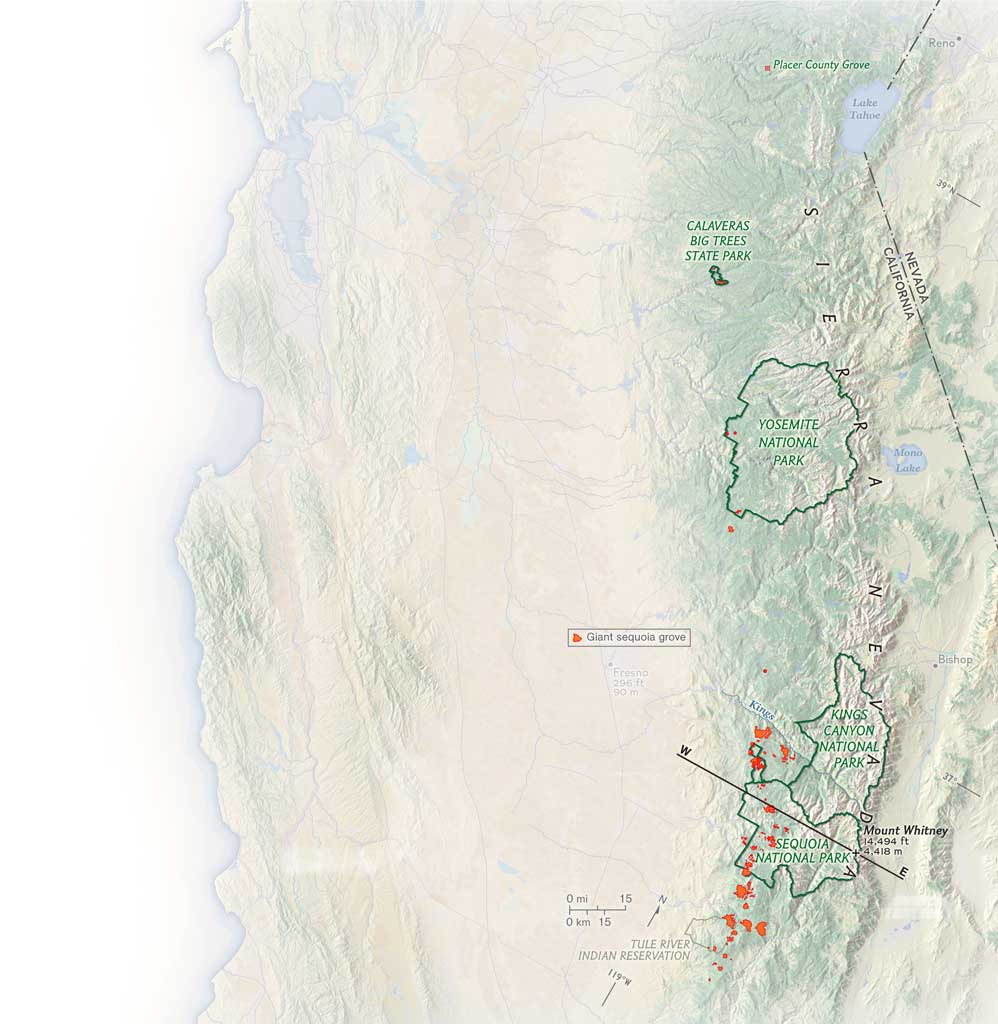 Reno
Placer County Grove
Lake
Tahoe
39°N
CALAVERAS
BIG TREES
STATE PARK
NEVADA
CALIFORNIA
SIERRA NEVADA
YOSEMITE
NATIONAL
PARK
Mono
Lake
Giant sequoia grove
Fresno
296 ft
90 m
Bishop
Kings
KINGS
CANYON
NATIONAL
PARK
W
37°
Mount Whitney
14,494 ft
4,418 m
SEQUOIA
NATIONAL PARK
E
0 mi 15
0 km 15
N
TULE RIVER
INDIAN RESERVATION
119°W